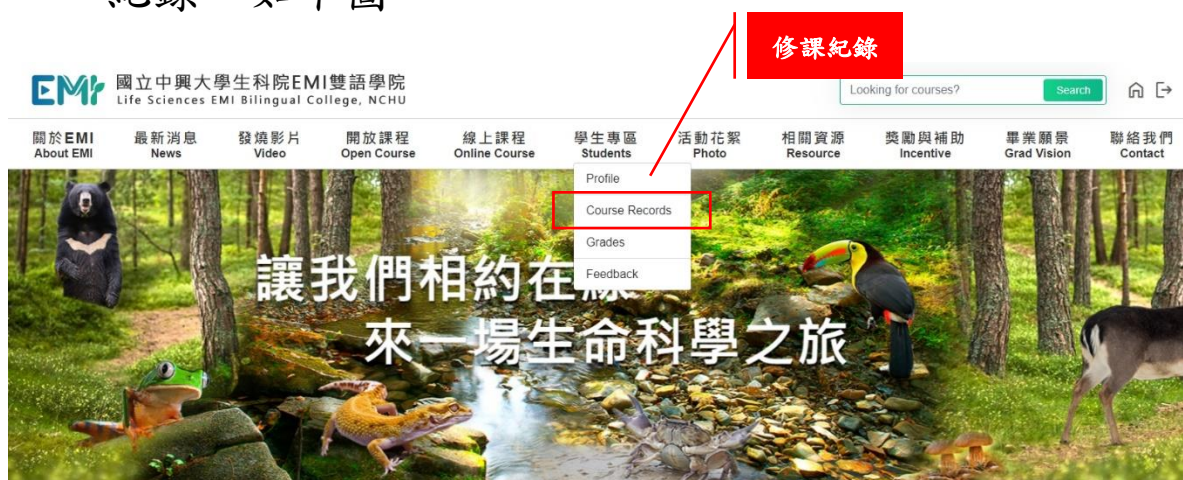 紀錄 如下圖
修課紀錄
EMI 國立中興大學生科院EMI雙語學院
Life Sciences EMI Bilingual College, NCHU
Looking for courses? Search
關於EMI 最新消息 發燒影片 開放課程 線上課程 學生專區 活動花絮 相關資源 獎勵與補助 畢業願景 聯絡我們
About EMI News Video Open Course Online Course Students Photo Resource Incentive Grad Vision Contact
Profile
Course Records
Grades
Feedback
讓我們相約在線
來一場生命科學之旅